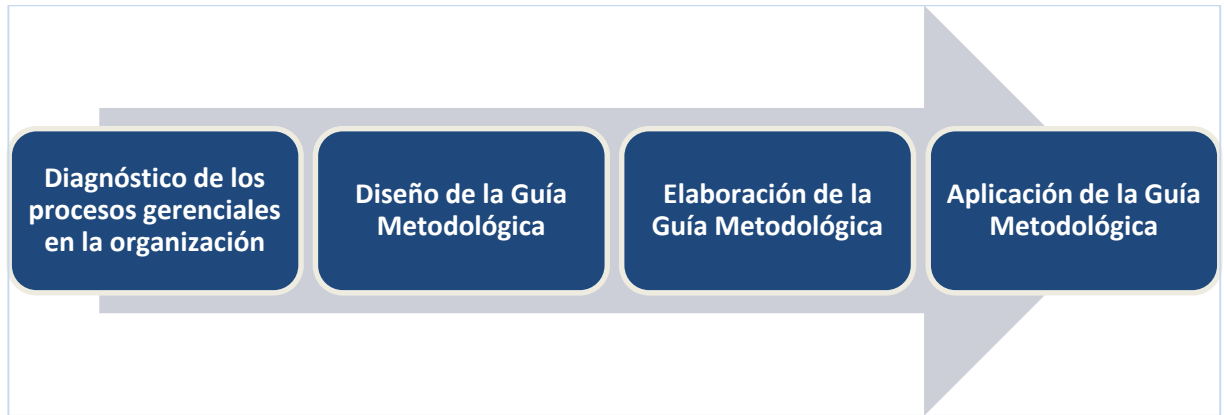 Diagnóstico de los
procesos gerenciales
en la organización
Diseño de la Guía
Metodológica
Elaboración de la
Guía Metodológica
Aplicación de la Guía
Metodológica